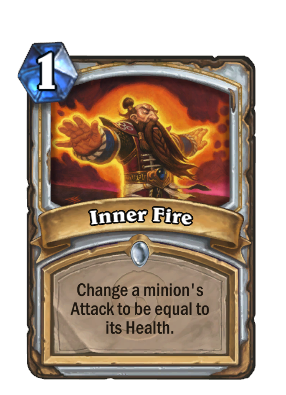 1
Inner Fire
Change a minion's
Attack to be equal to
its Health.